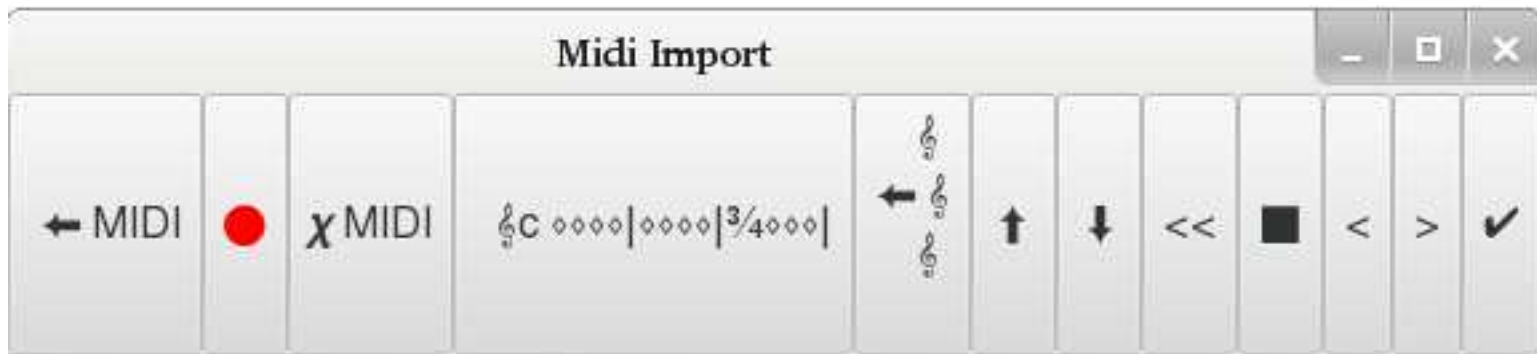 Midi Import
← MIDI
χ MIDI
𝄞C ⋄⋄⋄⋄|⋄⋄⋄⋄|¾⋄⋄⋄|
<<
<
>